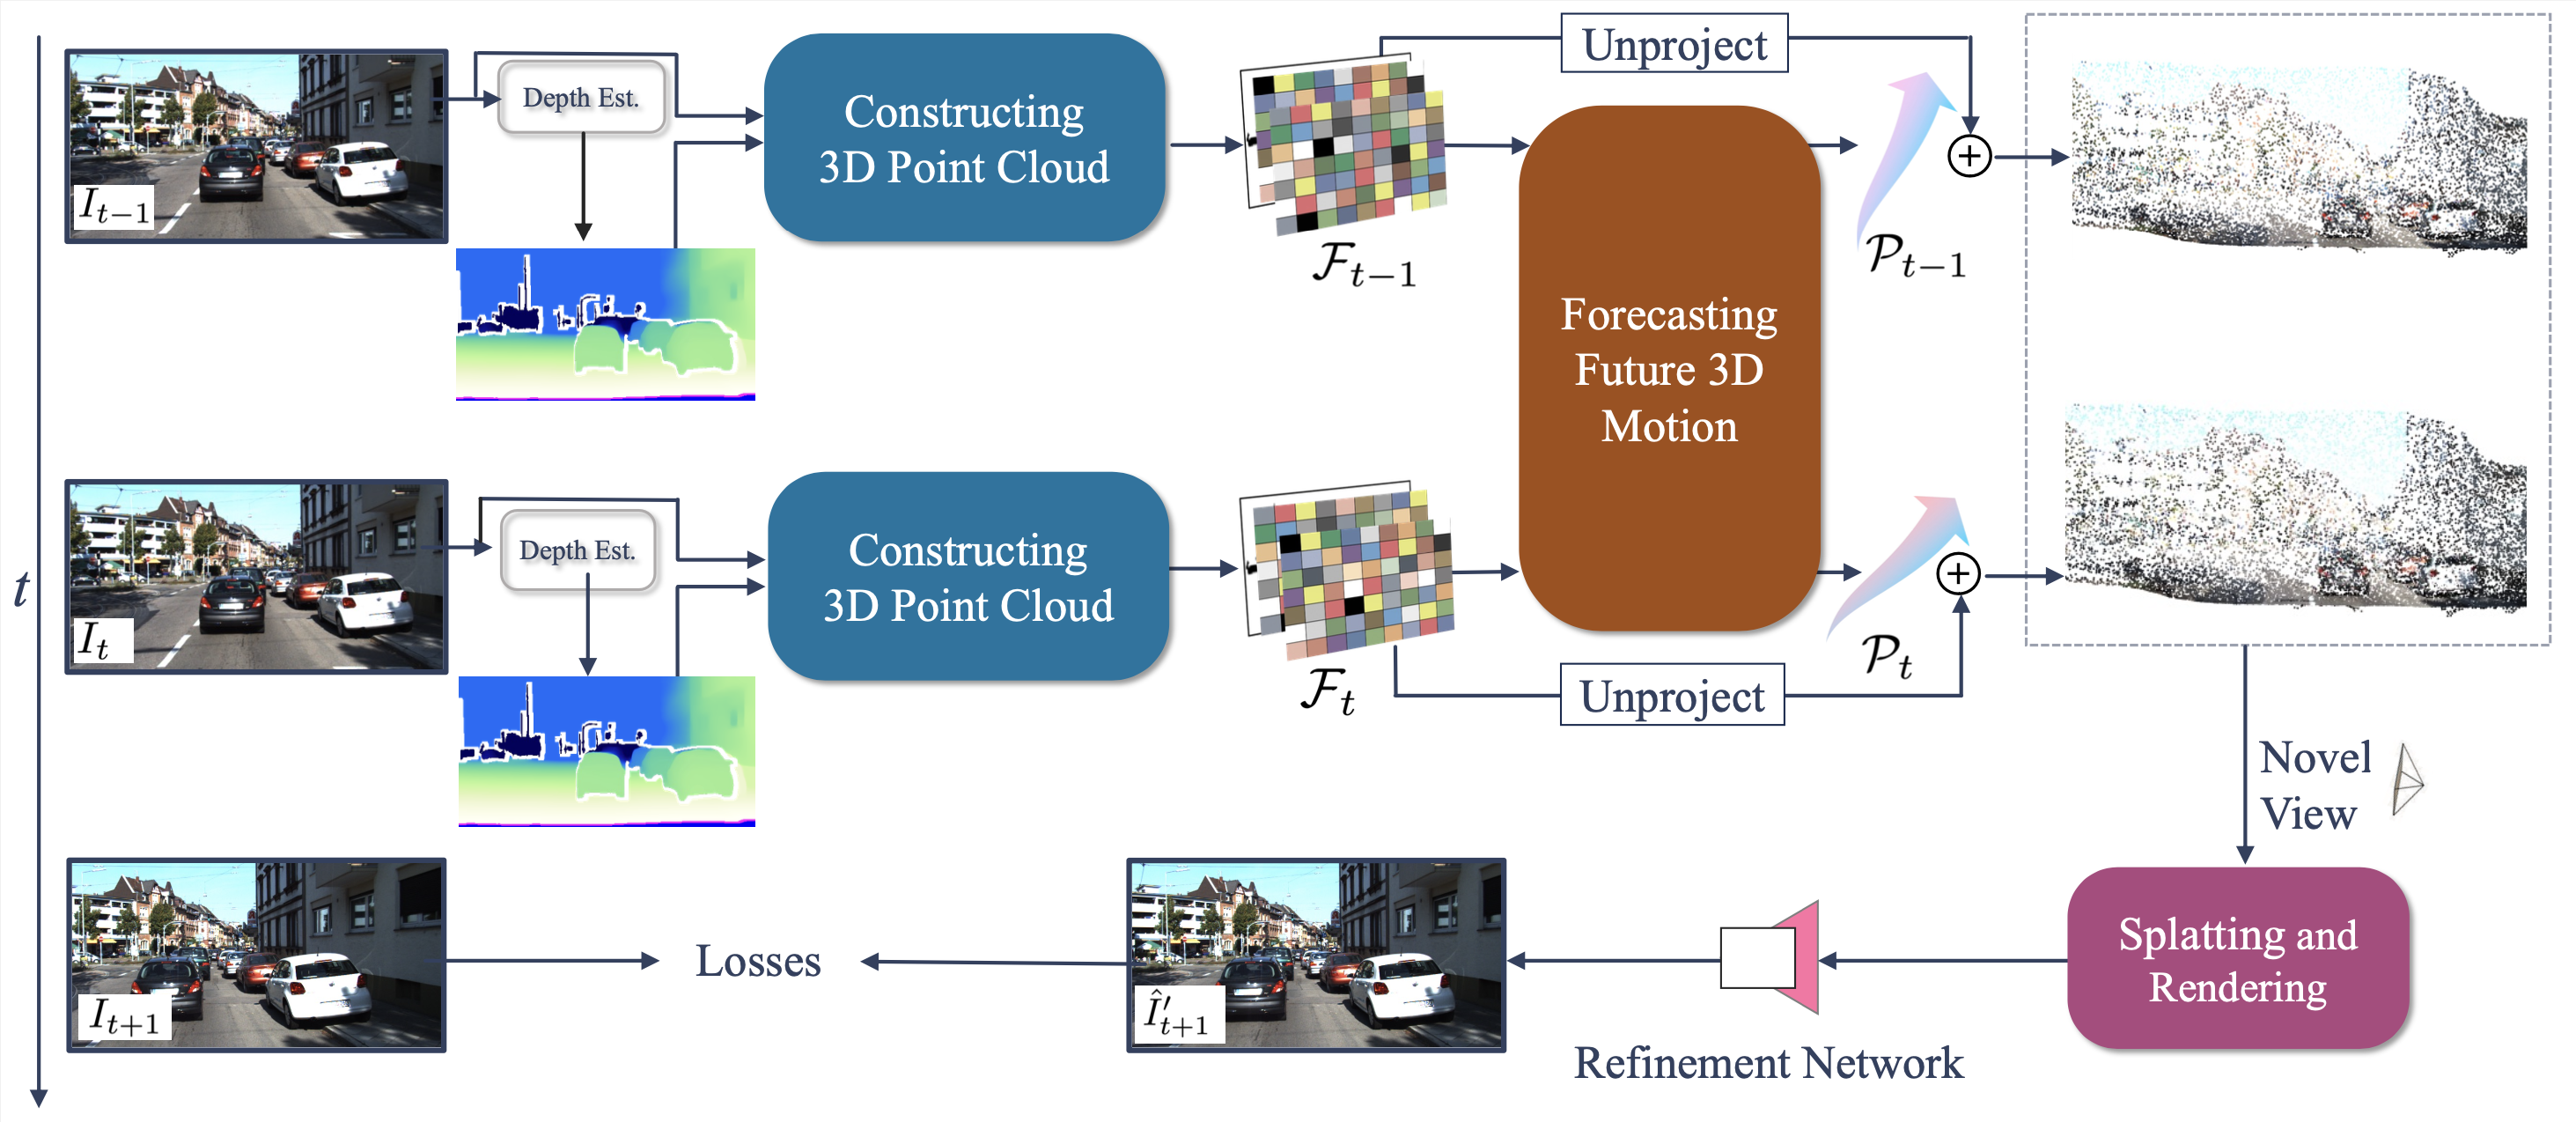 Unproject
Depth Est.
Constructing
3D Point Cloud
I_{t-1}
\mathcal{F}_{t-1}
\mathcal{P}_{t-1}
Forecasting
Future 3D
Motion
t
Depth Est.
Constructing
3D Point Cloud
I_t
\mathcal{F}_t
\mathcal{P}_t
Unproject
Novel
View
I_{t+1}
Losses
\hat{I}'_{t+1}
Splatting and
Rendering
Refinement Network